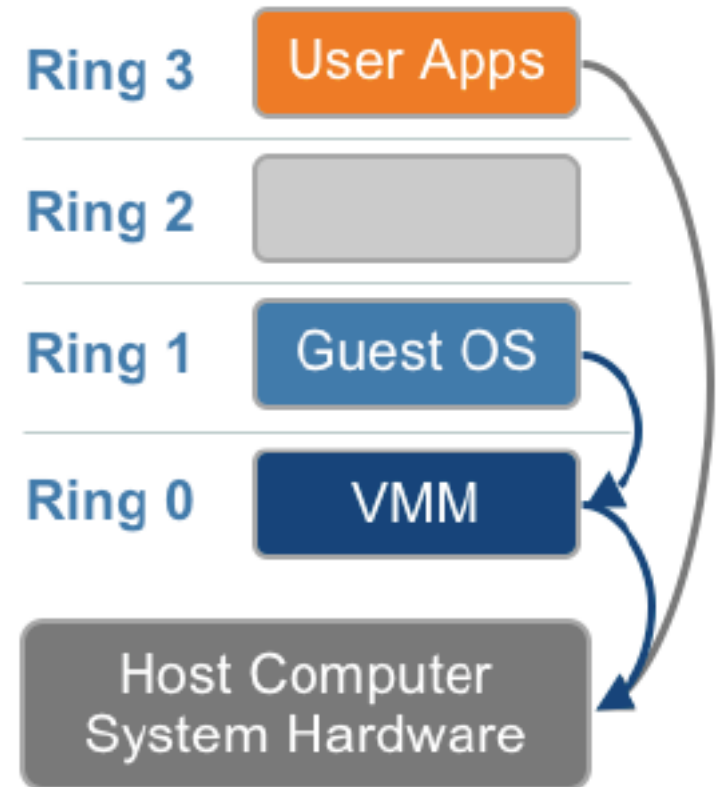 Ring 3
User Apps
Ring 2
Ring 1
Guest OS
Ring 0
VMM
Host Computer
System Hardware